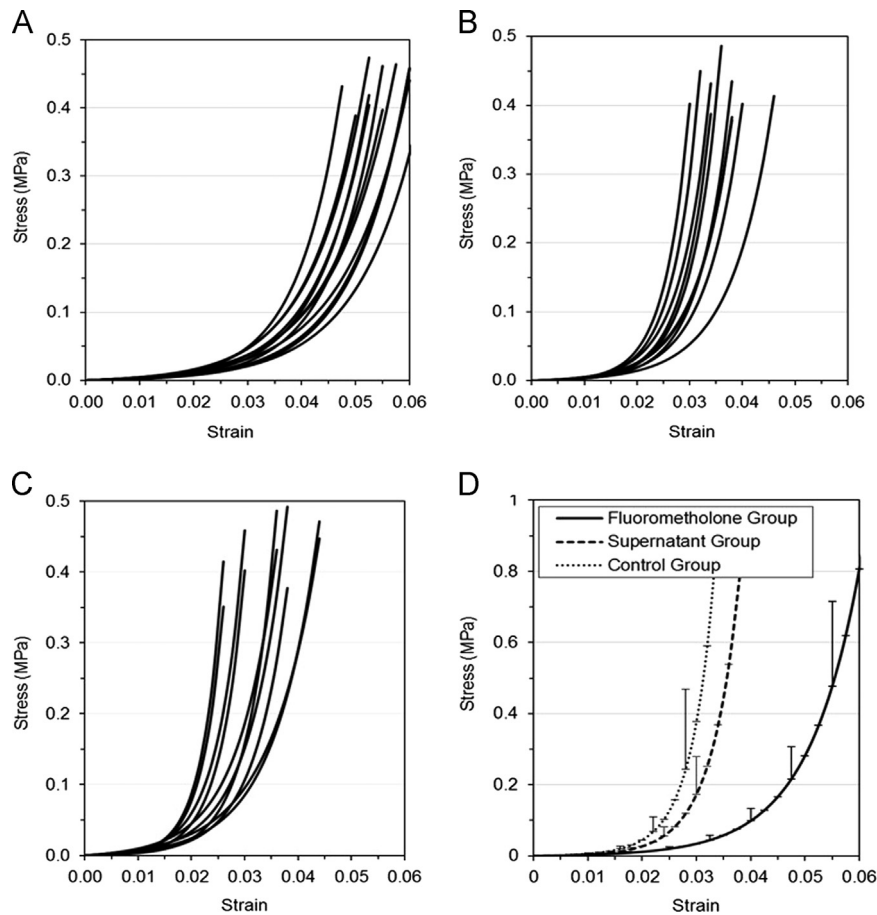 A
0.5
0.4
0.3
0.2
0.1
0.0
Stress (MPa)
0.00 0.01 0.02 0.03 0.04 0.05 0.06
Strain
B
0.5
0.4
0.3
0.2
0.1
0.0
Stress (MPa)
0.00 0.01 0.02 0.03 0.04 0.05 0.06
Strain
C
0.5
0.4
0.3
0.2
0.1
0.0
Stress (MPa)
0.00 0.01 0.02 0.03 0.04 0.05 0.06
Strain
D
1
0.8
0.6
0.4
0.2
0
Stress (MPa)
Fluorometholone Group
Supernatant Group
Control Group
0 0.01 0.02 0.03 0.04 0.05 0.06
Strain